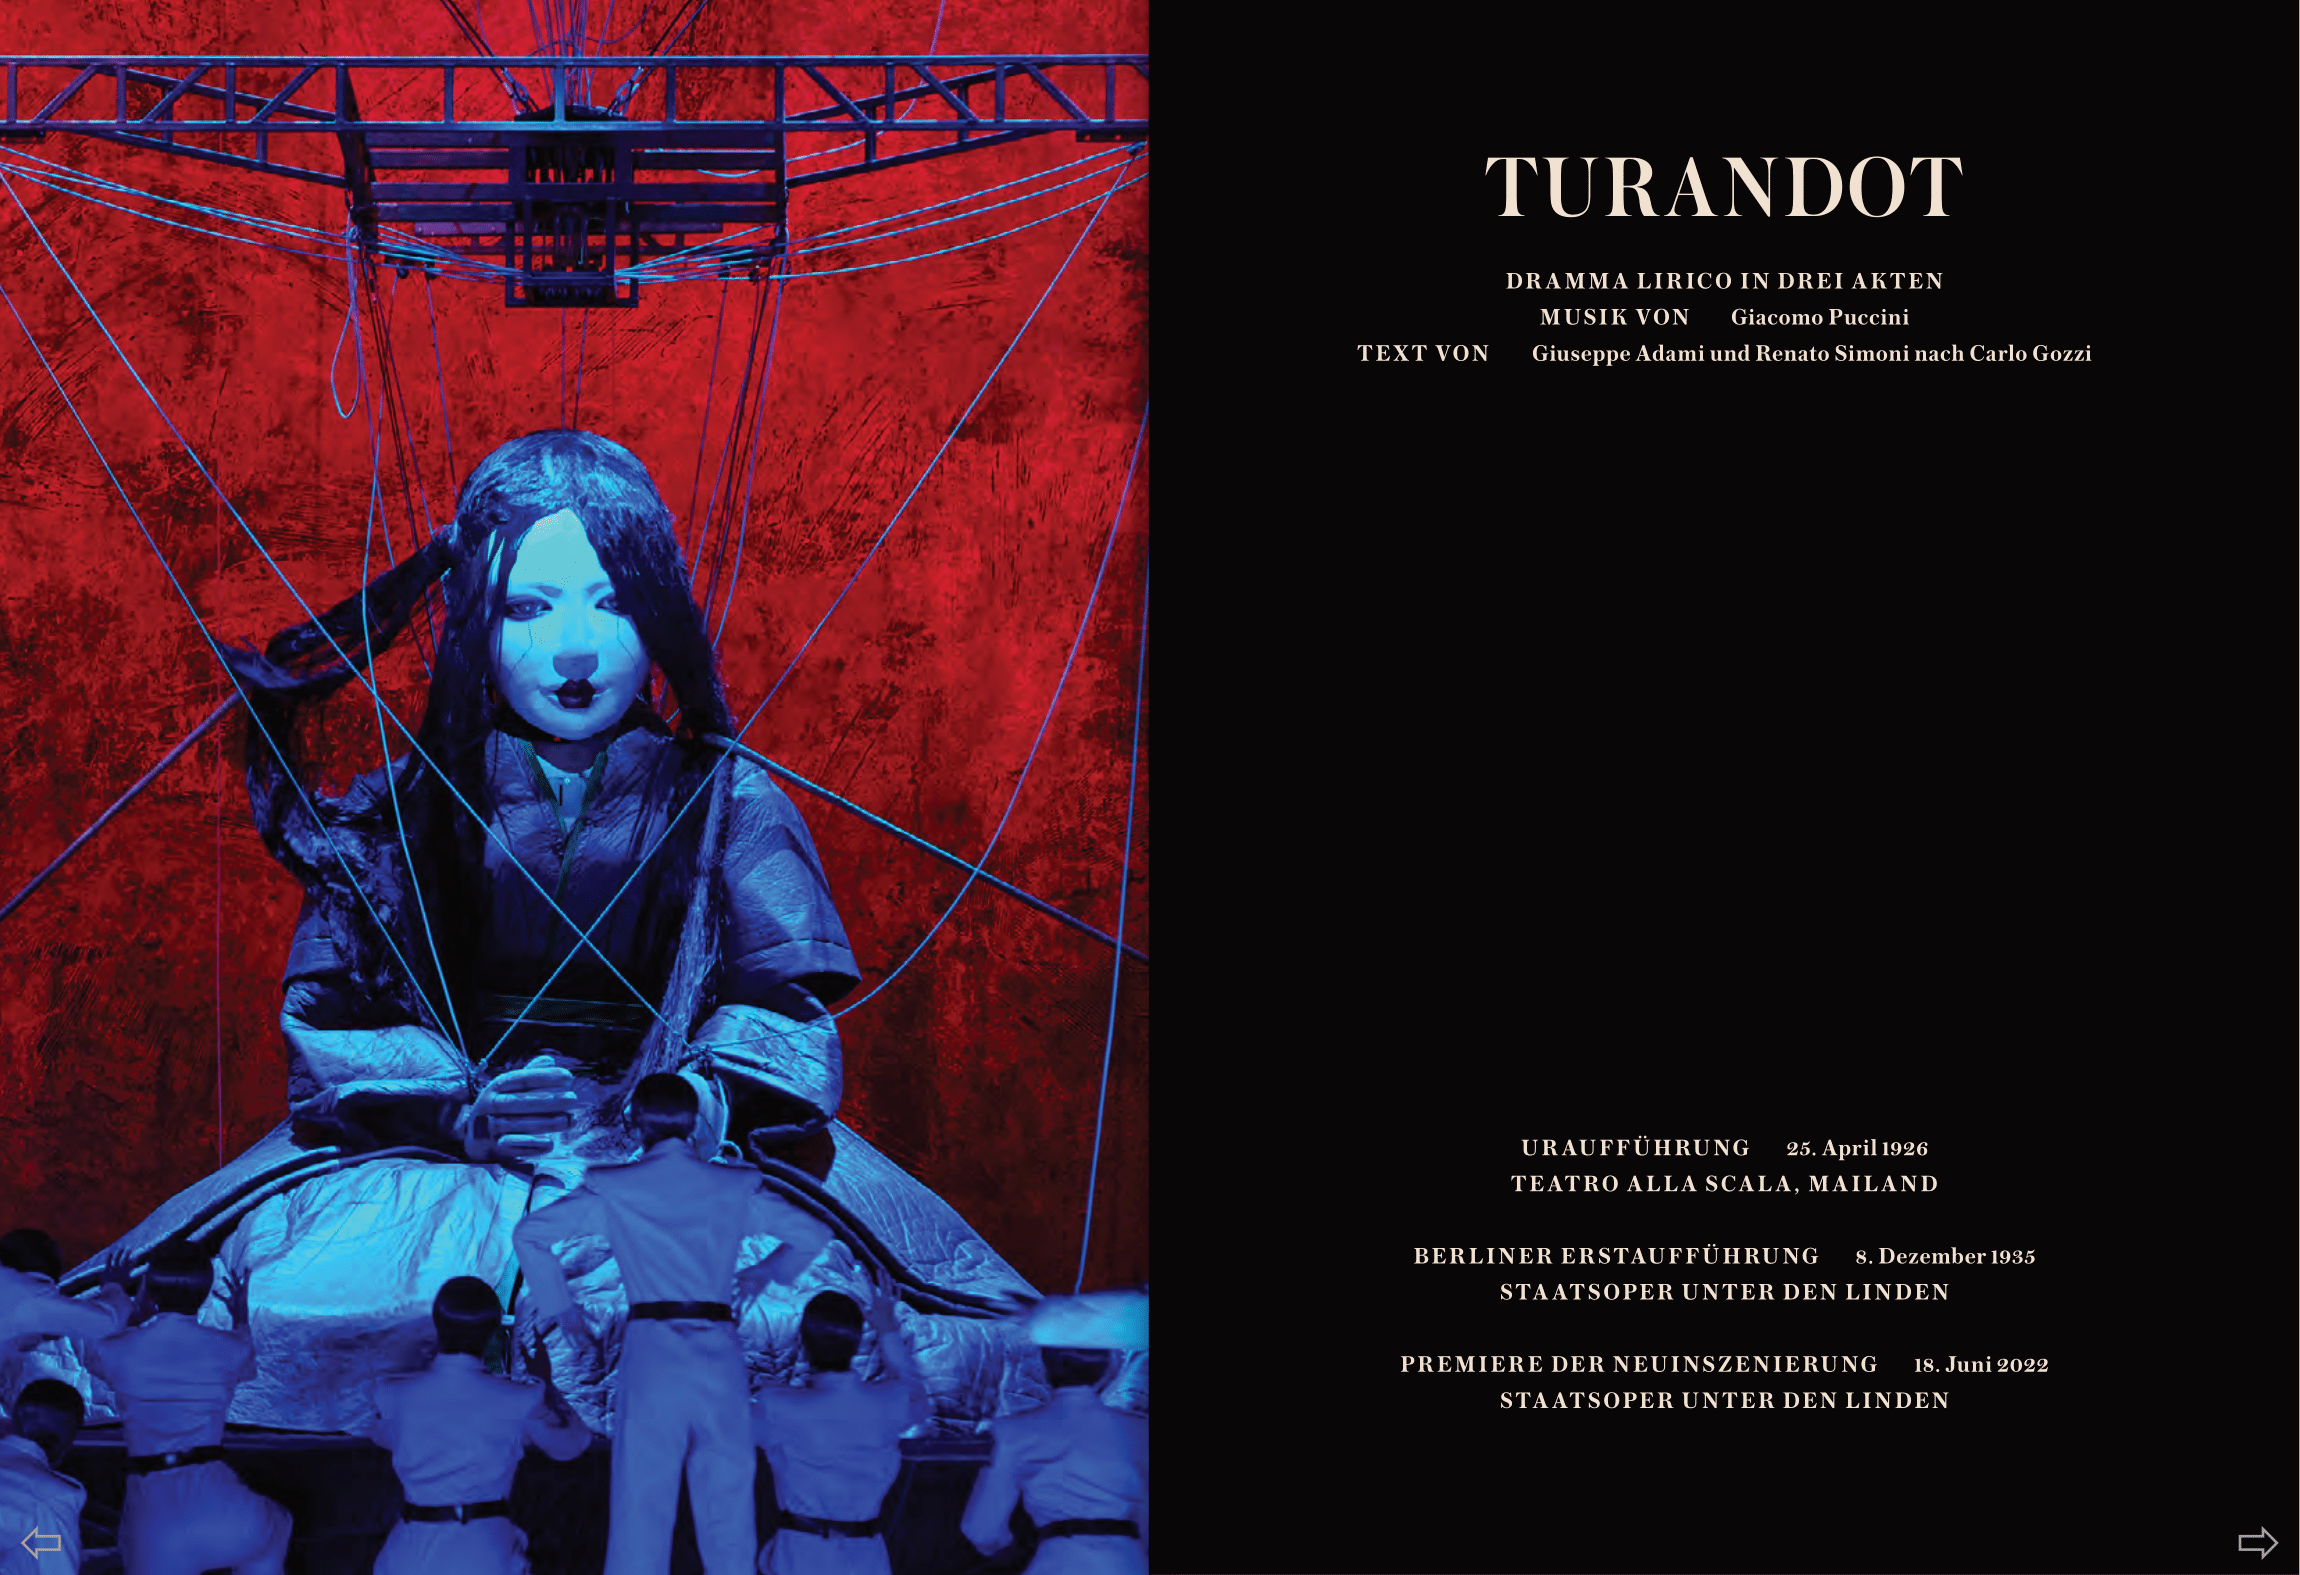 TURANDOT
DRAMMA LIRICO IN DREI AKTEN
MUSIK VON Giacomo Puccini
TEXT VON Giuseppe Adami und Renato Simoni nach Carlo Gozzi
URAUFFÜHRUNG 25. April 1926
TEATRO ALLA SCALA, MAILAND
BERLINER ERSTAUFFÜHRUNG 8. Dezember 1935
STAATSOPER UNTER DEN LINDEN
PREMIERE DER NEUINSZENIERUNG 18. Juni 2022
STAATSOPER UNTER DEN LINDEN